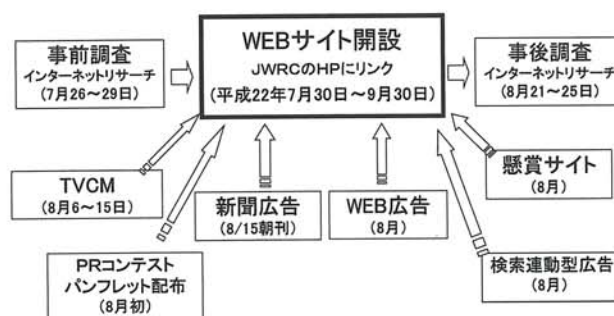 事前調査
インターネットリサーチ
(7月26～29日)
WEBサイト開設
JWRCのHPにリンク
(平成22年7月30日～9月30日)
事後調査
インターネットリサーチ
(8月21～25日)
TVCM
(8月6～15日)
新聞広告
(8/15朝刊)
WEB広告
(8月)
懸賞サイト
(8月)
PRコンテスト
パンフレット配布
(8月初)
検索連動型広告
(8月)